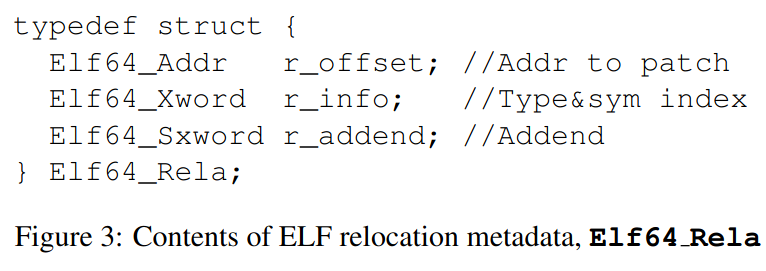 typedef struct {
  Elf64_Addr   r_offset; //Addr to patch
  Elf64_Xword  r_info;   //Type&sym index
  Elf64_Sxword r_addend; //Addend
} Elf64_Rela;
Figure 3: Contents of ELF relocation metadata, Elf64_Rela